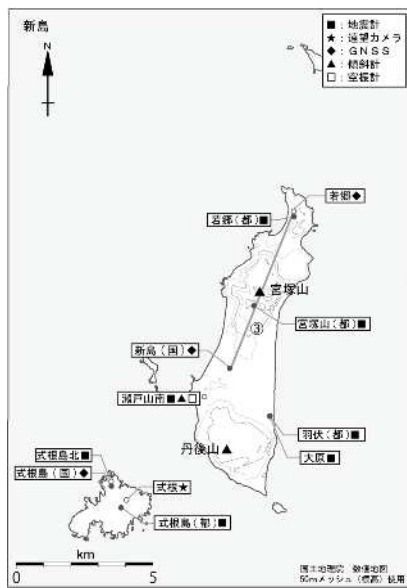 新島
■：地震計
★：遠望カメラ
◆：ＧＮＳＳ
▲：傾斜計
□：空振計
N
若郷◆
若郷（都）■
宮塚山
宮塚山（都）■
③
新島（国）◆
瀬戸山南■▲□
羽伏（都）■
丹後山
大原■
式根島北■
式根島（国）◆
式根★
式根島（都）■
km
0
5
国土地理院　数値地図
50mメッシュ（標高）使用